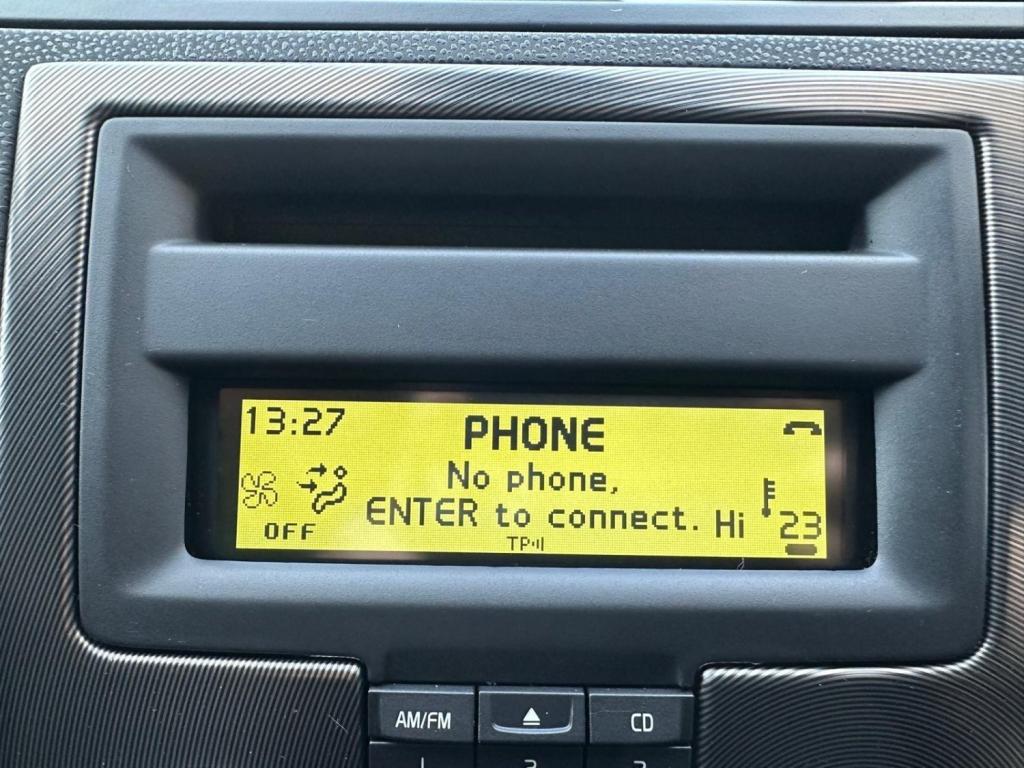 13:27
PHONE
No phone,
ENTER to connect.
OFF
Hi
23
TP
AM/FM
CD